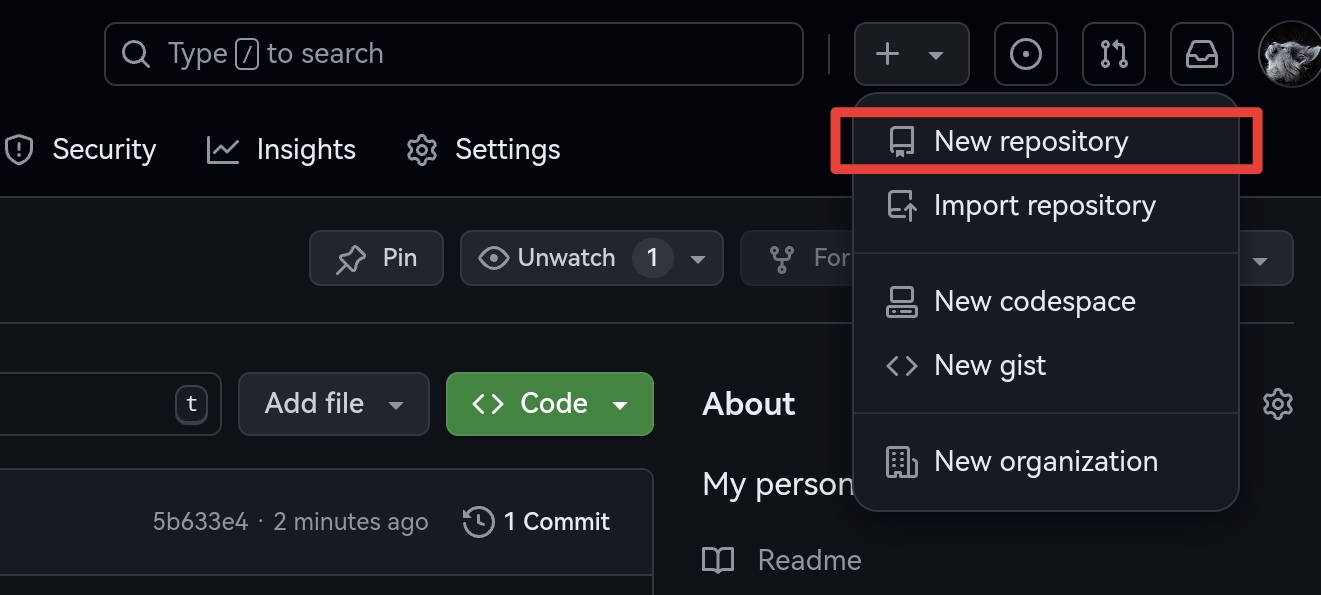 Type / to search
Security Insights Settings
New repository
Import repository
Pin Unwatch 1 For
New codespace
New gist
t Add file Code About
New organization
My person
5b633e4 · 2 minutes ago 1 Commit
Readme